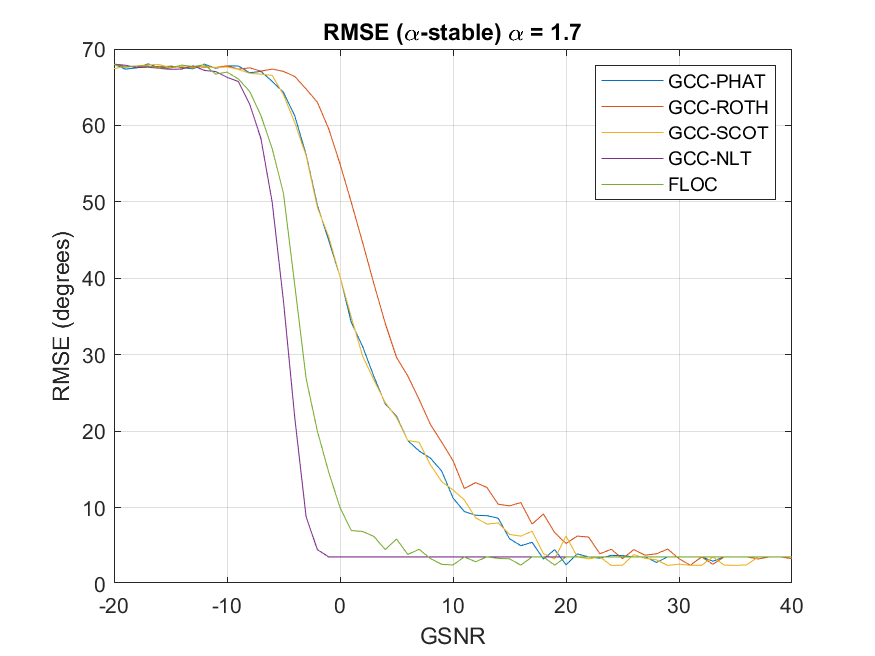 RMSE (α-stable) α = 1.7
70
60
50
40
30
20
10
0
RMSE (degrees)
-20 -10 0 10 20 30 40
GSNR
GCC-PHAT
GCC-ROTH
GCC-SCOT
GCC-NLT
FLOC